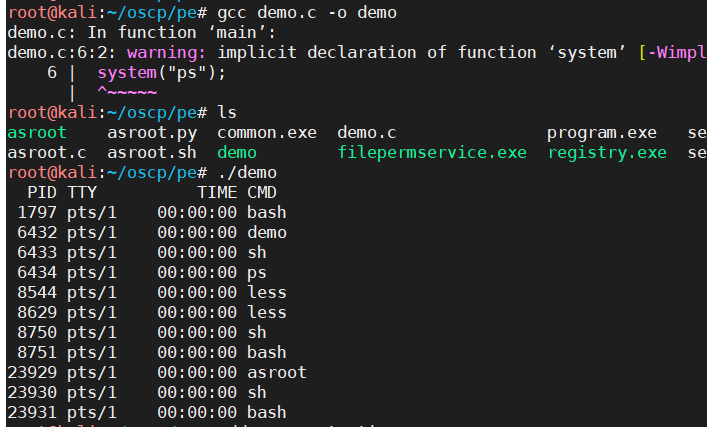 root@kali:~/oscp/pe# gcc demo.c -o demo
demo.c: In function ‘main’:
demo.c:6:2: warning: implicit declaration of function ‘system’ [-Wimpl
    6 |  system("ps");
      |  ^~~~~~
root@kali:~/oscp/pe# ls
asroot    asroot.py  common.exe  demo.c                 program.exe   se
asroot.c  asroot.sh  demo        filepermservice.exe  registry.exe  se
root@kali:~/oscp/pe# ./demo
  PID TTY          TIME CMD
 1797 pts/1    00:00:00 bash
 6432 pts/1    00:00:00 demo
 6433 pts/1    00:00:00 sh
 6434 pts/1    00:00:00 ps
 8544 pts/1    00:00:00 less
 8629 pts/1    00:00:00 less
 8750 pts/1    00:00:00 sh
 8751 pts/1    00:00:00 bash
23929 pts/1    00:00:00 asroot
23930 pts/1    00:00:00 sh
23931 pts/1    00:00:00 bash